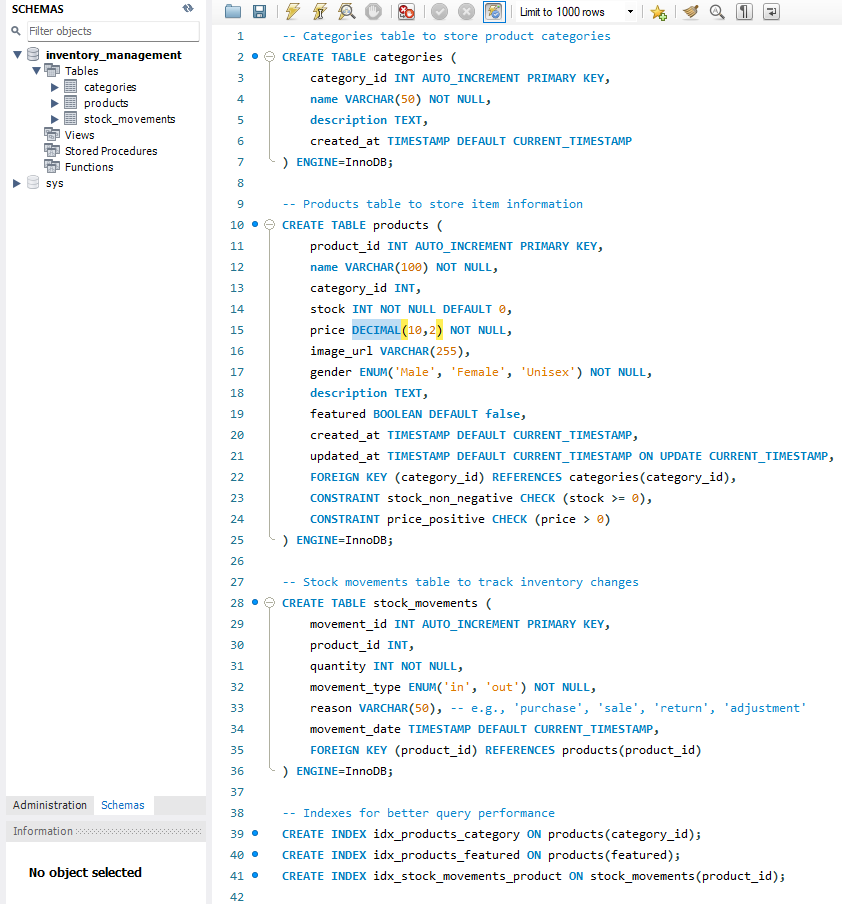 SCHEMAS
Filter objects
inventory_management
Tables
categories
products
stock_movements
Views
Stored Procedures
Functions
sys
Administration
Schemas
Information
No object selected
Limit to 1000 rows
1 -- Categories table to store product categories
2 CREATE TABLE categories (
3 category_id INT AUTO_INCREMENT PRIMARY KEY,
4 name VARCHAR(50) NOT NULL,
5 description TEXT,
6 created_at TIMESTAMP DEFAULT CURRENT_TIMESTAMP
7 ) ENGINE=InnoDB;
8
9 -- Products table to store item information
10 CREATE TABLE products (
11 product_id INT AUTO_INCREMENT PRIMARY KEY,
12 name VARCHAR(100) NOT NULL,
13 category_id INT,
14 stock INT NOT NULL DEFAULT 0,
15 price DECIMAL(10,2) NOT NULL,
16 image_url VARCHAR(255),
17 gender ENUM('Male', 'Female', 'Unisex') NOT NULL,
18 description TEXT,
19 featured BOOLEAN DEFAULT false,
20 created_at TIMESTAMP DEFAULT CURRENT_TIMESTAMP,
21 updated_at TIMESTAMP DEFAULT CURRENT_TIMESTAMP ON UPDATE CURRENT_TIMESTAMP,
22 FOREIGN KEY (category_id) REFERENCES categories(category_id),
23 CONSTRAINT stock_non_negative CHECK (stock >= 0),
24 CONSTRAINT price_positive CHECK (price > 0)
25 ) ENGINE=InnoDB;
26
27 -- Stock movements table to track inventory changes
28 CREATE TABLE stock_movements (
29 movement_id INT AUTO_INCREMENT PRIMARY KEY,
30 product_id INT,
31 quantity INT NOT NULL,
32 movement_type ENUM('in', 'out') NOT NULL,
33 reason VARCHAR(50), -- e.g., 'purchase', 'sale', 'return', 'adjustment'
34 movement_date TIMESTAMP DEFAULT CURRENT_TIMESTAMP,
35 FOREIGN KEY (product_id) REFERENCES products(product_id)
36 ) ENGINE=InnoDB;
37
38 -- Indexes for better query performance
39 CREATE INDEX idx_products_category ON products(category_id);
40 CREATE INDEX idx_products_featured ON products(featured);
41 CREATE INDEX idx_stock_movements_product ON stock_movements(product_id);
42